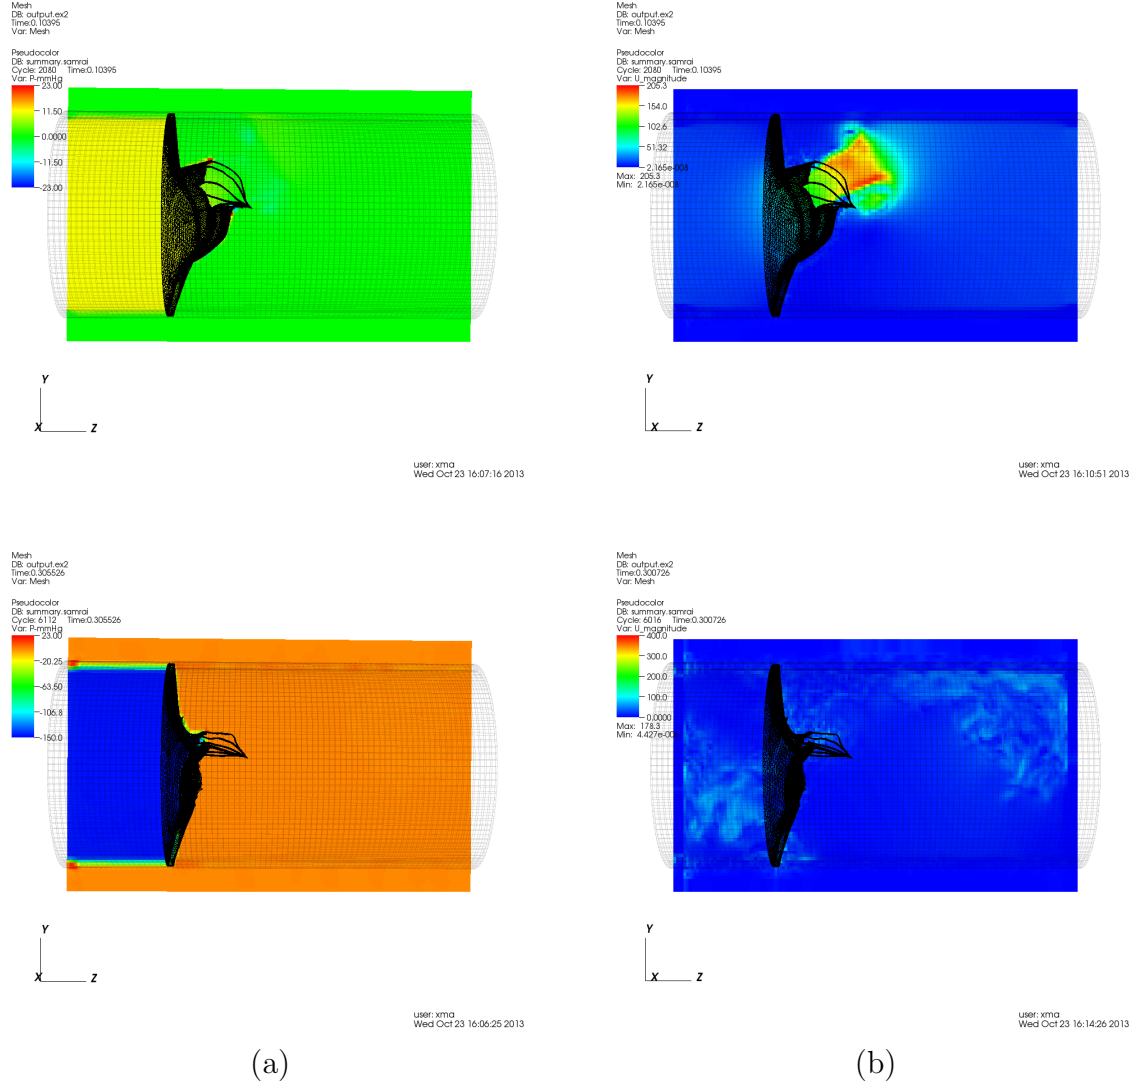 Mesh
DB: output.ex2
Time:0.10395
Var: Mesh
Pseudocolor
DB: summary.samrai
Cycle: 2080 Time:0.10395
Var: P-mmHg
23.00
11.50
0.0000
-11.50
-23.00
Y
X
Z
user: xma
Wed Oct 23 16:07:16 2013
Mesh
DB: output.ex2
Time:0.10395
Var: Mesh
Pseudocolor
DB: summary.samrai
Cycle: 2080 Time:0.10395
Var: U_magnitude
205.3
154.0
102.6
51.32
2.165e-008
Max: 205.3
Min: 2.165e-008
Y
X
Z
user: xma
Wed Oct 23 16:10:51 2013
Mesh
DB: output.ex2
Time:0.305526
Var: Mesh
Pseudocolor
DB: summary.samrai
Cycle: 6112 Time:0.305526
Var: P-mmHg
23.00
-20.25
-63.50
-106.8
-150.0
Y
X
Z
user: xma
Wed Oct 23 16:06:25 2013
Mesh
DB: output.ex2
Time:0.300726
Var: Mesh
Pseudocolor
DB: summary.samrai
Cycle: 6016 Time:0.300726
Var: U_magnitude
400.0
300.0
200.0
100.0
0.0000
Max: 178.3
Y
X
Z
user: xma
Wed Oct 23 16:14:26 2013
(a)
(b)